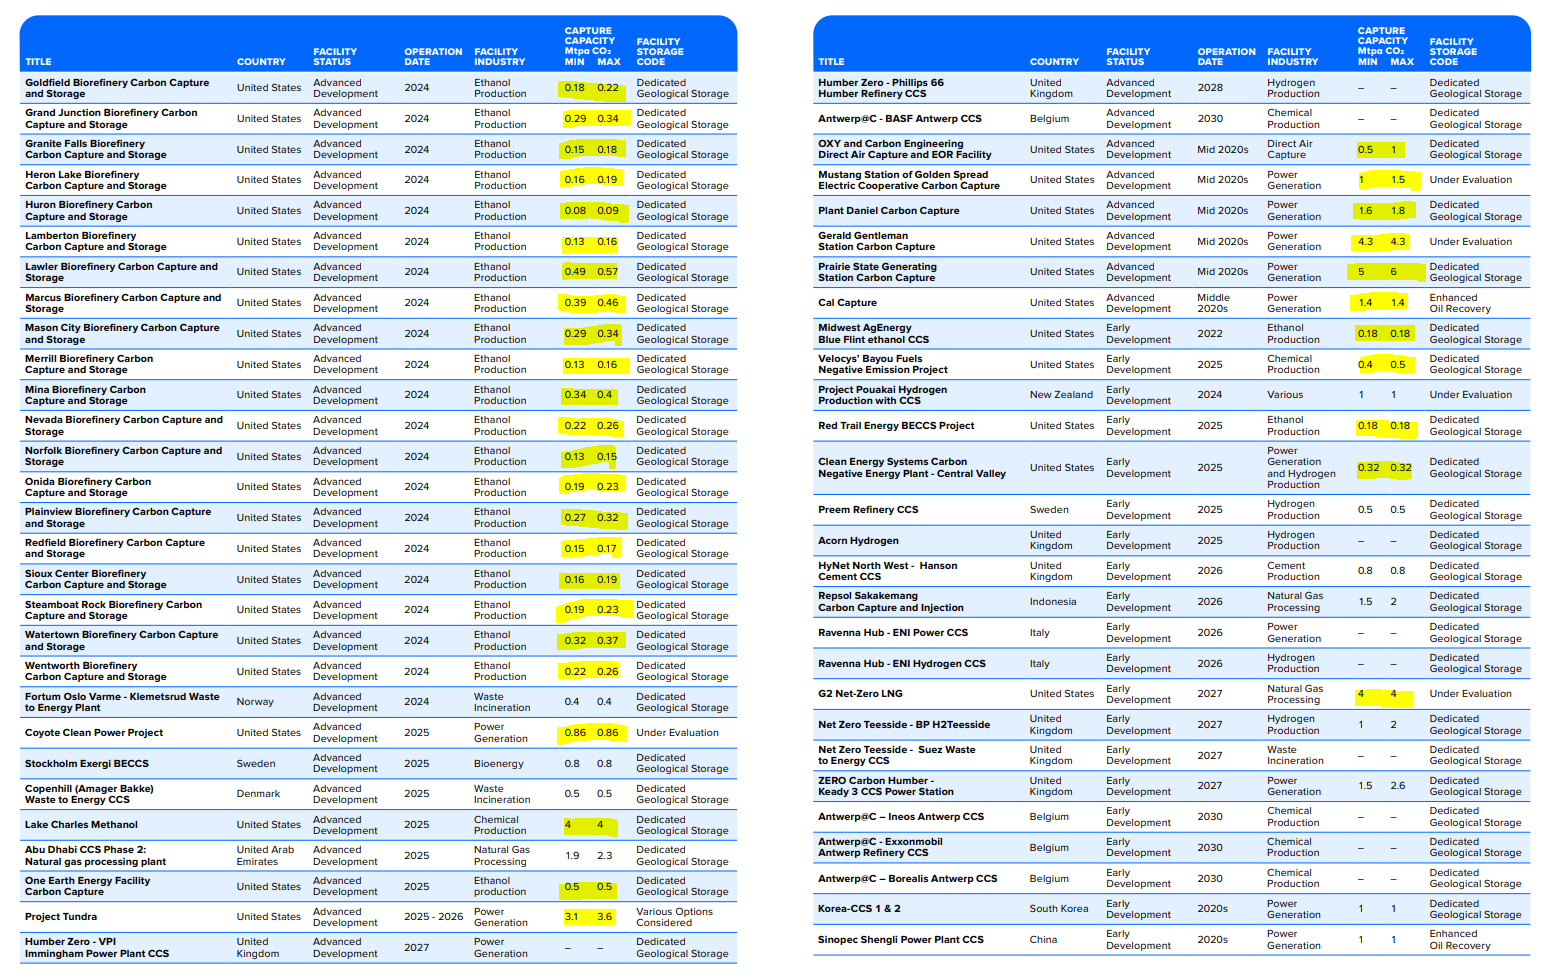 TITLE COUNTRY FACILITY STATUS OPERATION DATE FACILITY INDUSTRY CAPTURE CAPACITY Mtpa CO₂ MIN MAX FACILITY STORAGE CODE
Goldfield Biorefinery Carbon Capture and Storage United States Advanced Development 2024 Ethanol Production 0.18 0.22 Dedicated Geological Storage
Grand Junction Biorefinery Carbon Capture and Storage United States Advanced Development 2024 Ethanol Production 0.29 0.34 Dedicated Geological Storage
Granite Falls Biorefinery Carbon Capture and Storage United States Advanced Development 2024 Ethanol Production 0.15 0.18 Dedicated Geological Storage
Heron Lake Biorefinery Carbon Capture and Storage United States Advanced Development 2024 Ethanol Production 0.16 0.19 Dedicated Geological Storage
Huron Biorefinery Carbon Capture and Storage United States Advanced Development 2024 Ethanol Production 0.08 0.09 Dedicated Geological Storage
Lamberton Biorefinery Carbon Capture and Storage United States Advanced Development 2024 Ethanol Production 0.13 0.16 Dedicated Geological Storage
Lawler Biorefinery Carbon Capture and Storage United States Advanced Development 2024 Ethanol Production 0.49 0.57 Dedicated Geological Storage
Marcus Biorefinery Carbon Capture and Storage United States Advanced Development 2024 Ethanol Production 0.39 0.46 Dedicated Geological Storage
Mason City Biorefinery Carbon Capture and Storage United States Advanced Development 2024 Ethanol Production 0.29 0.34 Dedicated Geological Storage
Merrill Biorefinery Carbon Capture and Storage United States Advanced Development 2024 Ethanol Production 0.13 0.16 Dedicated Geological Storage
Mina Biorefinery Carbon Capture and Storage United States Advanced Development 2024 Ethanol Production 0.34 0.4 Dedicated Geological Storage
Nevada Biorefinery Carbon Capture and Storage United States Advanced Development 2024 Ethanol Production 0.22 0.26 Dedicated Geological Storage
Norfolk Biorefinery Carbon Capture and Storage United States Advanced Development 2024 Ethanol Production 0.13 0.15 Dedicated Geological Storage
Onida Biorefinery Carbon Capture and Storage United States Advanced Development 2024 Ethanol Production 0.19 0.23 Dedicated Geological Storage
Plainview Biorefinery Carbon Capture and Storage United States Advanced Development 2024 Ethanol Production 0.27 0.32 Dedicated Geological Storage
Redfield Biorefinery Carbon Capture and Storage United States Advanced Development 2024 Ethanol Production 0.15 0.17 Dedicated Geological Storage
Sioux Center Biorefinery Carbon Capture and Storage United States Advanced Development 2024 Ethanol Production 0.16 0.19 Dedicated Geological Storage
Steamboat Rock Biorefinery Carbon Capture and Storage United States Advanced Development 2024 Ethanol Production 0.19 0.23 Dedicated Geological Storage
Watertown Biorefinery Carbon Capture and Storage United States Advanced Development 2024 Ethanol Production 0.32 0.37 Dedicated Geological Storage
Wentworth Biorefinery Carbon Capture and Storage United States Advanced Development 2024 Ethanol Production 0.22 0.26 Dedicated Geological Storage
Fortum Oslo Varme - Klemetsrud Waste to Energy Plant Norway Advanced Development 2024 Waste Incineration 0.4 0.4 Dedicated Geological Storage
Coyote Clean Power Project United States Advanced Development 2025 Power Generation 0.86 0.86 Under Evaluation
Stockholm Exergi BECCS Sweden Advanced Development 2025 Bioenergy 0.8 0.8 Dedicated Geological Storage
Copenhill (Amager Bakke) Waste to Energy CCS Denmark Advanced Development 2025 Waste Incineration 0.5 0.5 Dedicated Geological Storage
Lake Charles Methanol United States Advanced Development 2025 Chemical Production 4 4 Dedicated Geological Storage
Abu Dhabi CCS Phase 2: Natural gas processing plant United Arab Emirates Advanced Development 2025 Natural Gas Processing 1.9 2.3 Dedicated Geological Storage
One Earth Energy Facility Carbon Capture United States Advanced Development 2025 Ethanol production 0.5 0.5 Dedicated Geological Storage
Project Tundra United States Advanced Development 2025 - 2026 Power Generation 3.1 3.6 Various Options Considered
Humber Zero - VPI Immingham Power Plant CCS United Kingdom Advanced Development 2027 Power Generation – – Dedicated Geological Storage
TITLE COUNTRY FACILITY STATUS OPERATION DATE FACILITY INDUSTRY CAPTURE CAPACITY Mtpa CO₂ MIN MAX FACILITY STORAGE CODE
Humber Zero - Phillips 66 Humber Refinery CCS United Kingdom Advanced Development 2028 Hydrogen Production – – Dedicated Geological Storage
Antwerp@C - BASF Antwerp CCS Belgium Advanced Development 2030 Chemical Production – – Dedicated Geological Storage
OXY and Carbon Engineering Direct Air Capture and EOR Facility United States Advanced Development Mid 2020s Direct Air Capture 0.5 1 Dedicated Geological Storage
Mustang Station of Golden Spread Electric Cooperative Carbon Capture United States Advanced Development Mid 2020s Power Generation 1 1.5 Under Evaluation
Plant Daniel Carbon Capture United States Advanced Development Mid 2020s Power Generation 1.6 1.8 Dedicated Geological Storage
Gerald Gentleman Station Carbon Capture United States Advanced Development Mid 2020s Power Generation 4.3 4.3 Under Evaluation
Prairie State Generating Station Carbon Capture United States Advanced Development Mid 2020s Power Generation 5 6 Dedicated Geological Storage
Cal Capture United States Advanced Development Middle 2020s Power Generation 1.4 1.4 Enhanced Oil Recovery
Midwest AgEnergy Blue Flint ethanol CCS United States Early Development 2022 Ethanol Production 0.18 0.18 Dedicated Geological Storage
Velocys' Bayou Fuels Negative Emission Project United States Early Development 2025 Chemical Production 0.4 0.5 Dedicated Geological Storage
Project Pouakai Hydrogen Production with CCS New Zealand Early Development 2024 Various 1 1 Under Evaluation
Red Trail Energy BECCS Project United States Early Development 2025 Ethanol Production 0.18 0.18 Dedicated Geological Storage
Clean Energy Systems Carbon Negative Energy Plant - Central Valley United States Early Development 2025 Power Generation and Hydrogen Production 0.32 0.32 Dedicated Geological Storage
Preem Refinery CCS Sweden Early Development 2025 Hydrogen Production 0.5 0.5 Dedicated Geological Storage
Acorn Hydrogen United Kingdom Early Development 2025 Hydrogen Production – – Dedicated Geological Storage
HyNet North West - Hanson Cement CCS United Kingdom Early Development 2026 Cement Production 0.8 0.8 Dedicated Geological Storage
Repsol Sakakemang Carbon Capture and Injection Indonesia Early Development 2026 Natural Gas Processing 1.5 2 Dedicated Geological Storage
Ravenna Hub - ENI Power CCS Italy Early Development 2026 Power Generation – – Dedicated Geological Storage
Ravenna Hub - ENI Hydrogen CCS Italy Early Development 2026 Hydrogen Production – – Dedicated Geological Storage
G2 Net-Zero LNG United States Early Development 2027 Natural Gas Processing 4 4 Under Evaluation
Net Zero Teesside - BP H2Teesside United Kingdom Early Development 2027 Hydrogen Production 1 2 Dedicated Geological Storage
Net Zero Teesside - Suez Waste to Energy CCS United Kingdom Early Development 2027 Waste Incineration – – Dedicated Geological Storage
ZERO Carbon Humber - Keady 3 CCS Power Station United Kingdom Early Development 2027 Power Generation 1.5 2.6 Dedicated Geological Storage
Antwerp@C – Ineos Antwerp CCS Belgium Early Development 2030 Chemical Production – – Dedicated Geological Storage
Antwerp@C - Exxonmobil Antwerp Refinery CCS Belgium Early Development 2030 Chemical Production – – Dedicated Geological Storage
Antwerp@C – Borealis Antwerp CCS Belgium Early Development 2030 Chemical Production – – Dedicated Geological Storage
Korea-CCS 1 & 2 South Korea Early Development 2020s Power Generation 1 1 Dedicated Geological Storage
Sinopec Shengli Power Plant CCS China Early Development 2020s Power Generation 1 1 Enhanced Oil Recovery